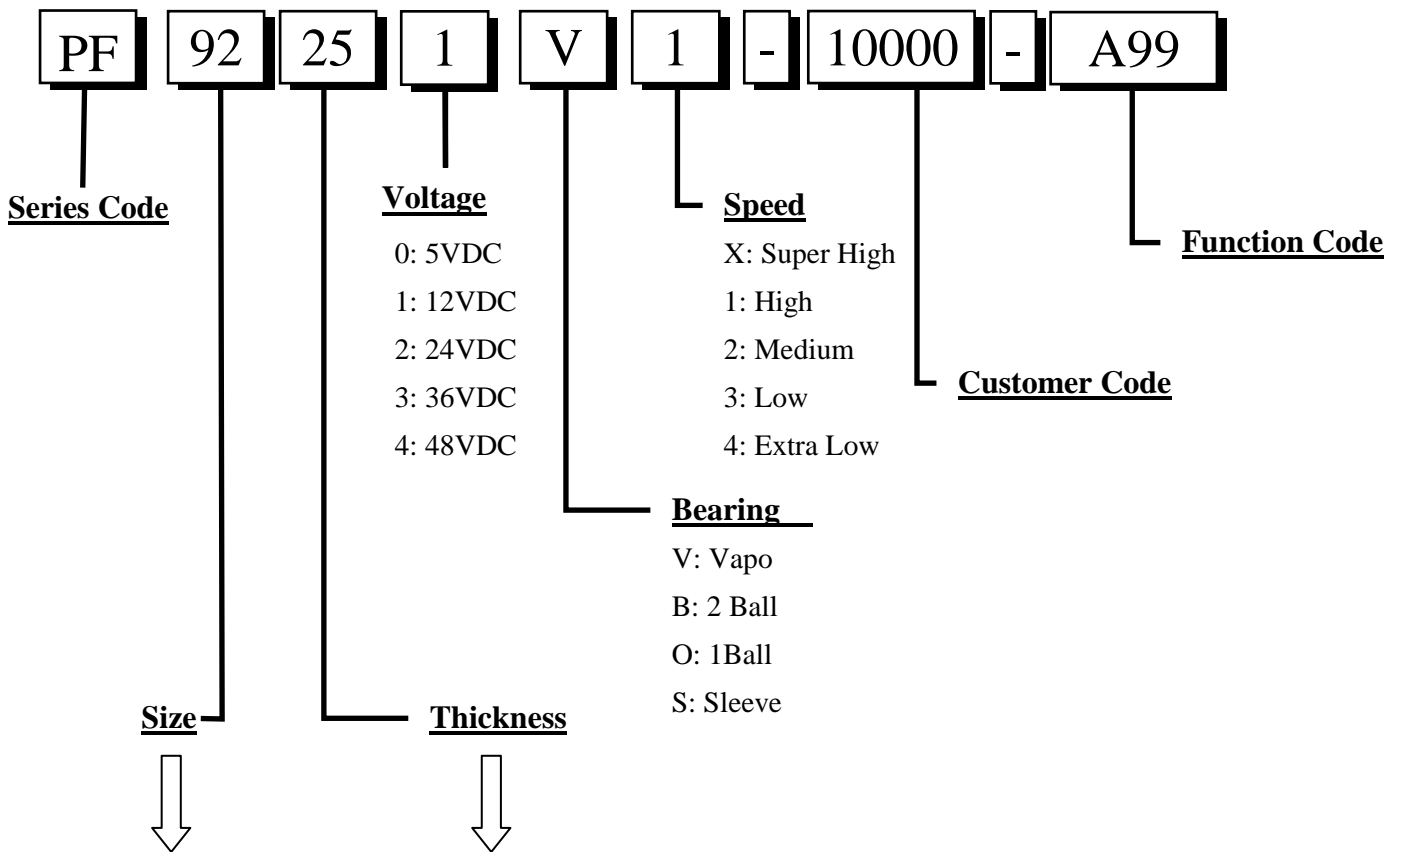 PF 92 25 1 V 1 - 10000 - A99
Series Code
Voltage
0: 5VDC
1: 12VDC
2: 24VDC
3: 36VDC
4: 48VDC
Speed
X: Super High
1: High
2: Medium
3: Low
4: Extra Low
Function Code
Customer Code
Bearing
V: Vapo
B: 2 Ball
O: 1Ball
S: Sleeve
Size
Thickness